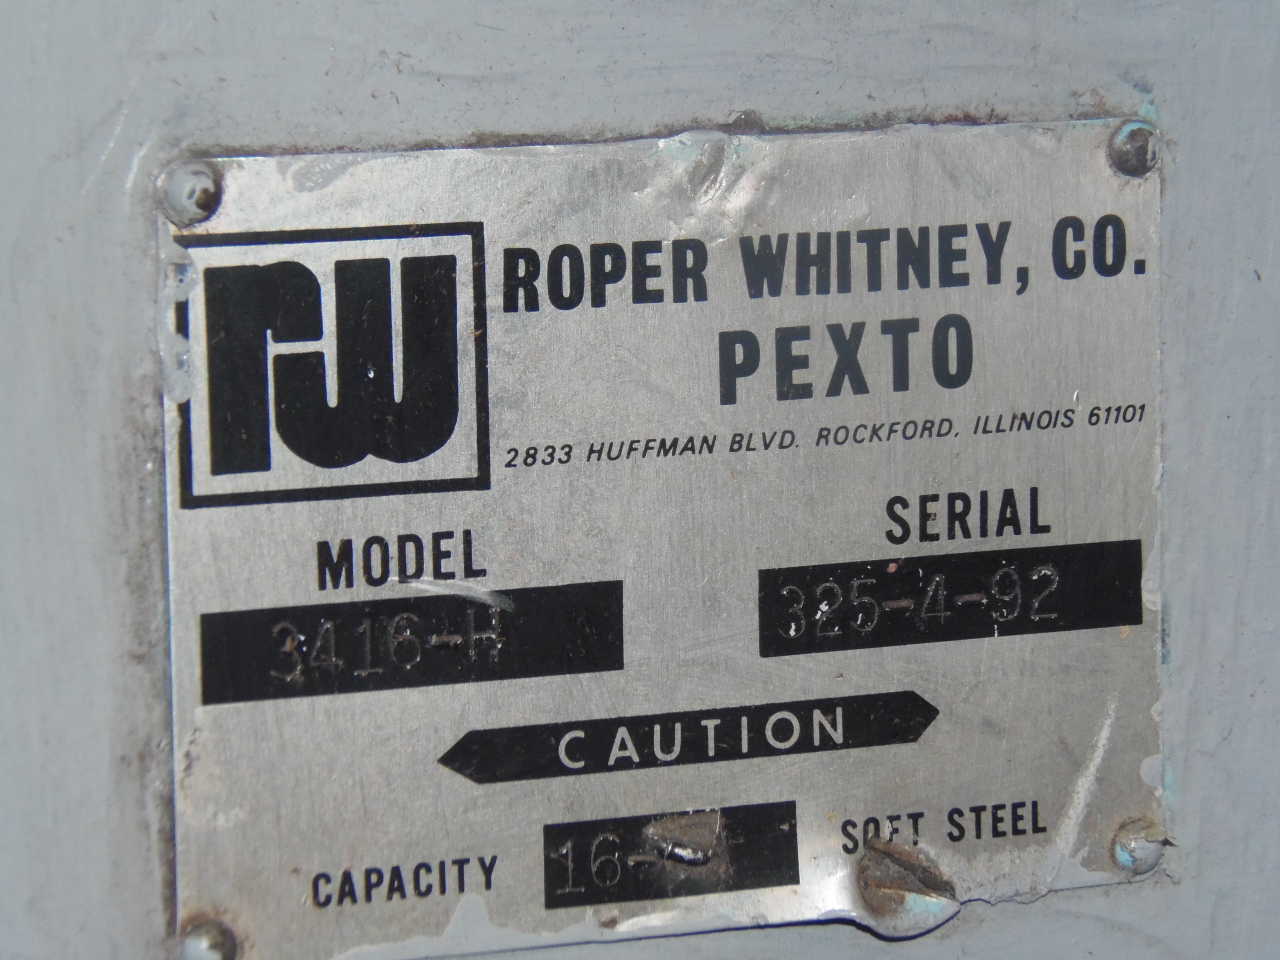 rw
ROPER WHITNEY, CO.
PEXTO
2833 HUFFMAN BLVD. ROCKFORD, ILLINOIS 61101
MODEL
3416-H
SERIAL
325-4-92
CAUTION
CAPACITY 16- SOFT STEEL